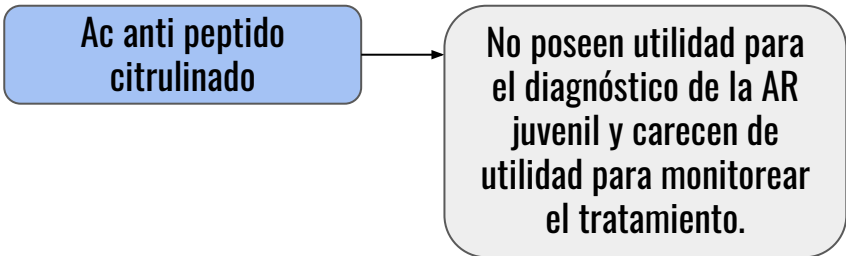 Ac anti peptido
citrulinado
No poseen utilidad para
el diagnóstico de la AR
juvenil y carecen de
utilidad para monitorear
el tratamiento.